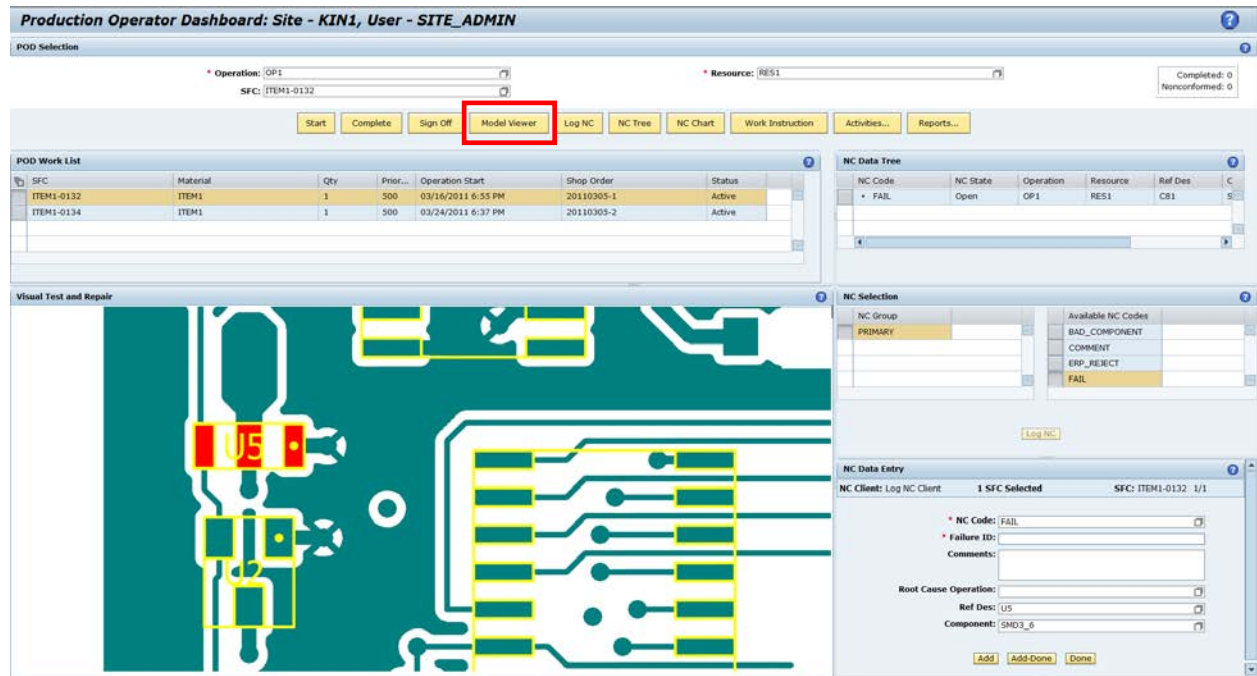 Production Operator Dashboard: Site - KIN1, User - SITE_ADMIN
POD Selection
* Operation: OP1
* Resource: RES1
SFC: ITEM1-0132
Completed: 0
Nonconformed: 0
Start Complete Sign Off Model Viewer Log NC NC Tree NC Chart Work Instruction Activities... Reports...
POD Work List
SFC Material Qty Prior... Operation Start Shop Order Status
ITEM1-0132 ITEM1 1 500 03/16/2011 6:55 PM 20110305-1 Active
ITEM1-0134 ITEM1 1 500 03/24/2011 6:37 PM 20110305-2 Active
NC Data Tree
NC Code NC State Operation Resource Ref Des C
• FAIL Open OP1 RES1 C81 S
Visual Test and Repair
U5
U2
NC Selection
NC Group
PRIMARY
Available NC Codes
BAD_COMPONENT
COMMENT
ERP_REJECT
FAIL
Log NC
NC Data Entry
NC Client: Log NC Client 1 SFC Selected SFC: ITEM1-0132 1/1
* NC Code: FAIL
* Failure ID:
Comments:
Root Cause Operation:
Ref Des: U5
Component: SMD3_6
Add Add-Done Done